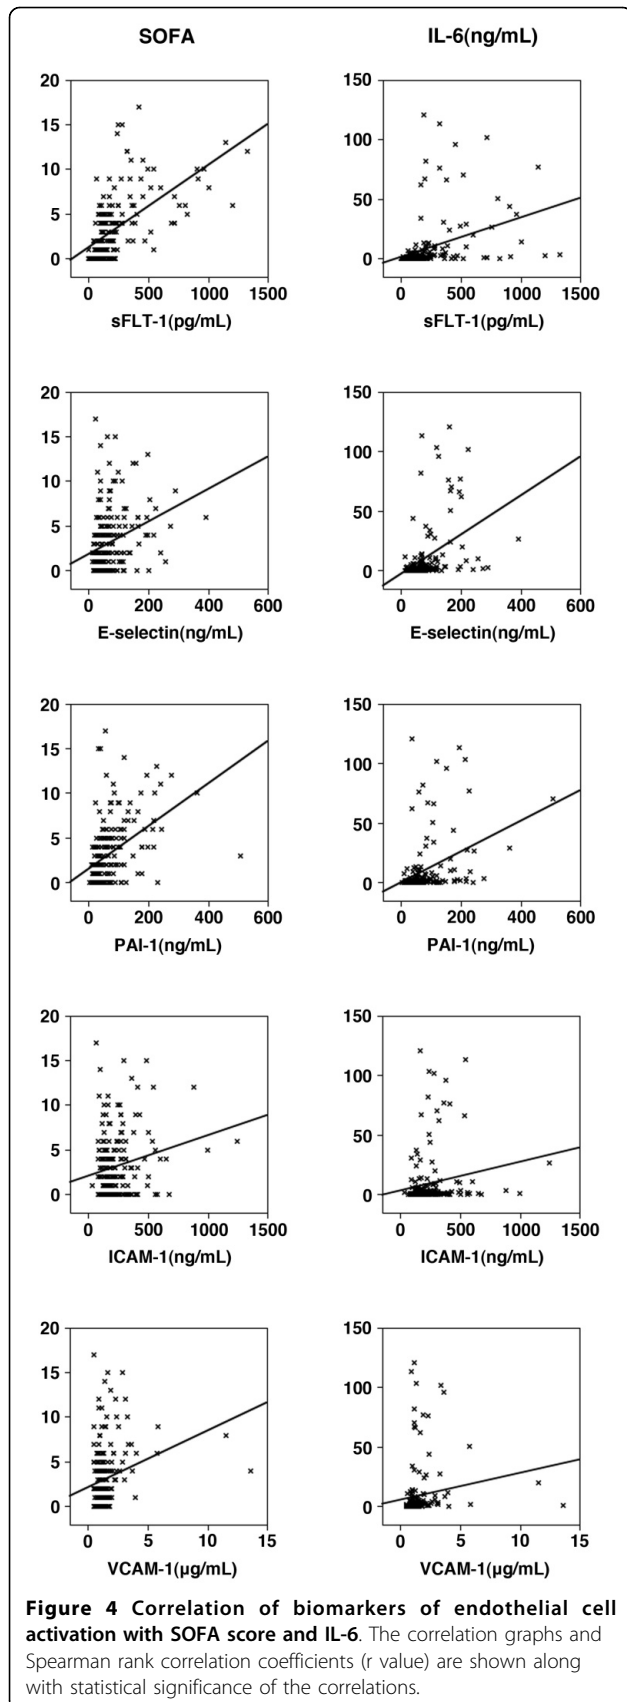 SOFA IL-6(ng/mL)
20 150
15 100
10
5 50
0 0
0 500 1000 1500 0 500 1000 1500
sFLT-1(pg/mL) sFLT-1(pg/mL)
20 150
15 100
10
5 50
0 0
0 200 400 600 0 200 400 600
E-selectin(ng/mL) E-selectin(ng/mL)
20 150
15 100
10
5 50
0 0
0 200 400 600 0 200 400 600
PAI-1(ng/mL) PAI-1(ng/mL)
20 150
15 100
10
5 50
0 0
0 500 1000 1500 0 500 1000 1500
ICAM-1(ng/mL) ICAM-1(ng/mL)
20 150
15 100
10
5 50
0 0
0 5 10 15 0 5 10 15
VCAM-1(µg/mL) VCAM-1(µg/mL)
Figure 4 Correlation of biomarkers of endothelial cell
activation with SOFA score and IL-6. The correlation graphs and
Spearman rank correlation coefficients (r value) are shown along
with statistical significance of the correlations.